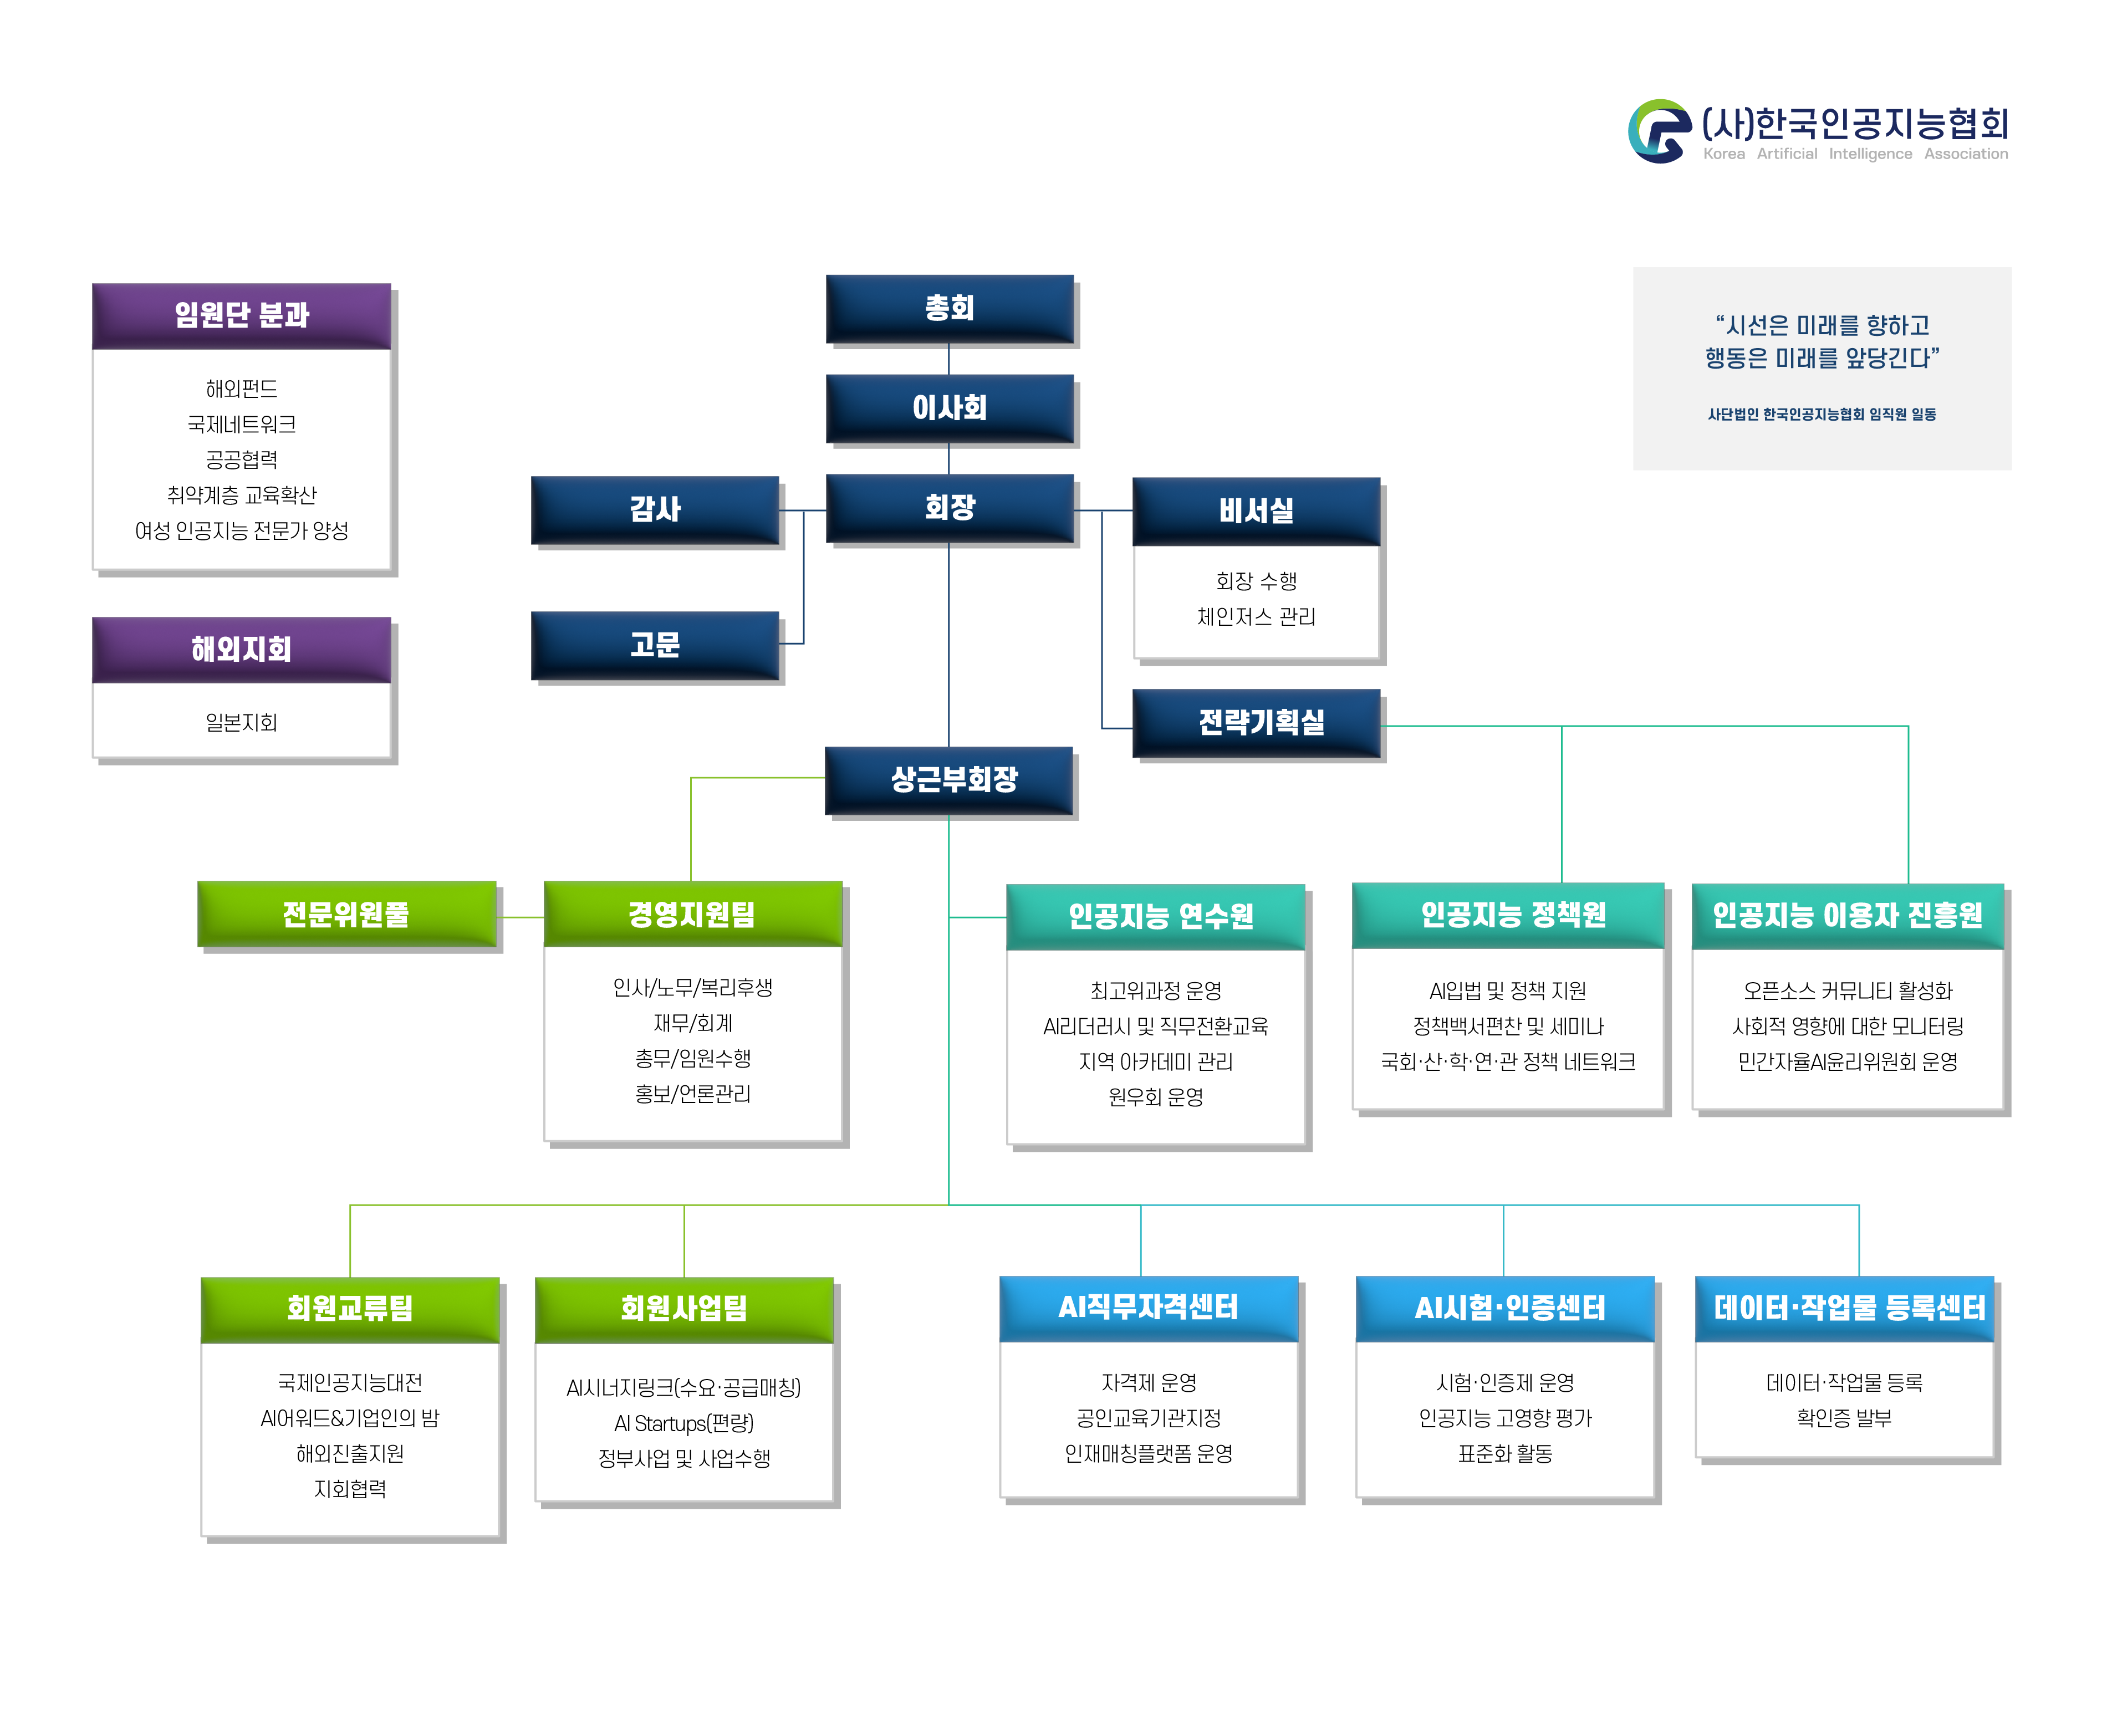 (사)한국인공지능협회
Korea Artificial Intelligence Association
“시선은 미래를 향하고
행동은 미래를 앞당긴다”
사단법인 한국인공지능협회 임직원 일동
임원단 분과
해외펀드
국제네트워크
공공협력
취약계층 교육확산
여성 인공지능 전문가 양성
해외지회
일본지회
총회
이사회
감사
회장
비서실
회장 수행
체인저스 관리
고문
전략기획실
상근부회장
전문위원풀
경영지원팀
인사/노무/복리후생
재무/회계
총무/임원수행
홍보/언론관리
인공지능 연수원
최고위과정 운영
AI리더러시 및 직무전환교육
지역 아카데미 관리
원우회 운영
인공지능 정책원
AI입법 및 정책 지원
정책백서편찬 및 세미나
국회·산·학·연·관 정책 네트워크
인공지능 이용자 진흥원
오픈소스 커뮤니티 활성화
사회적 영향에 대한 모니터링
민간자율AI윤리위원회 운영
회원교류팀
국제인공지능대전
AI어워드&기업인의 밤
해외진출지원
지회협력
회원사업팀
AI시너지링크(수요·공급매칭)
AI Startups(편람)
정부사업 및 사업수행
AI직무자격센터
자격제 운영
공인교육기관지정
인재매칭플랫폼 운영
AI시험·인증센터
시험·인증제 운영
인공지능 고영향 평가
표준화 활동
데이터·작업물 등록센터
데이터·작업물 등록
확인증 발부